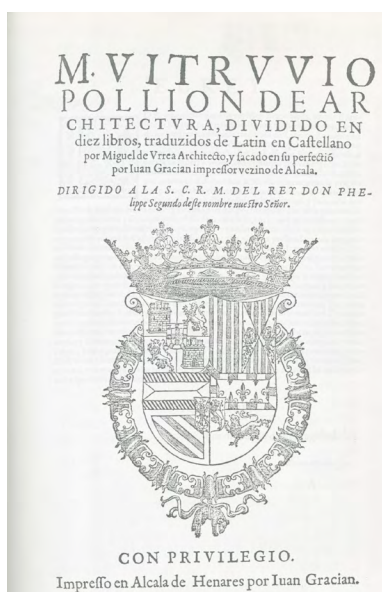 M. VITRVVIO
POLLION DE AR
CHITECTVRA, DIVIDIDO EN
diez libros, traduzidos de Latin en Caſtellano
por Miguel de Vrrea Architecto, y ſacado en ſu perfectiõ
por Iuan Gracian impreſſor vezino de Alcala.
DIRIGIDO A LA S. C. R. M. DEL REY DON PHE-
lippe Segundo deſte nombre nueſtro Señor.
CON PRIVILEGIO.
Impreſſo en Alcala de Henares por Iuan Gracian.